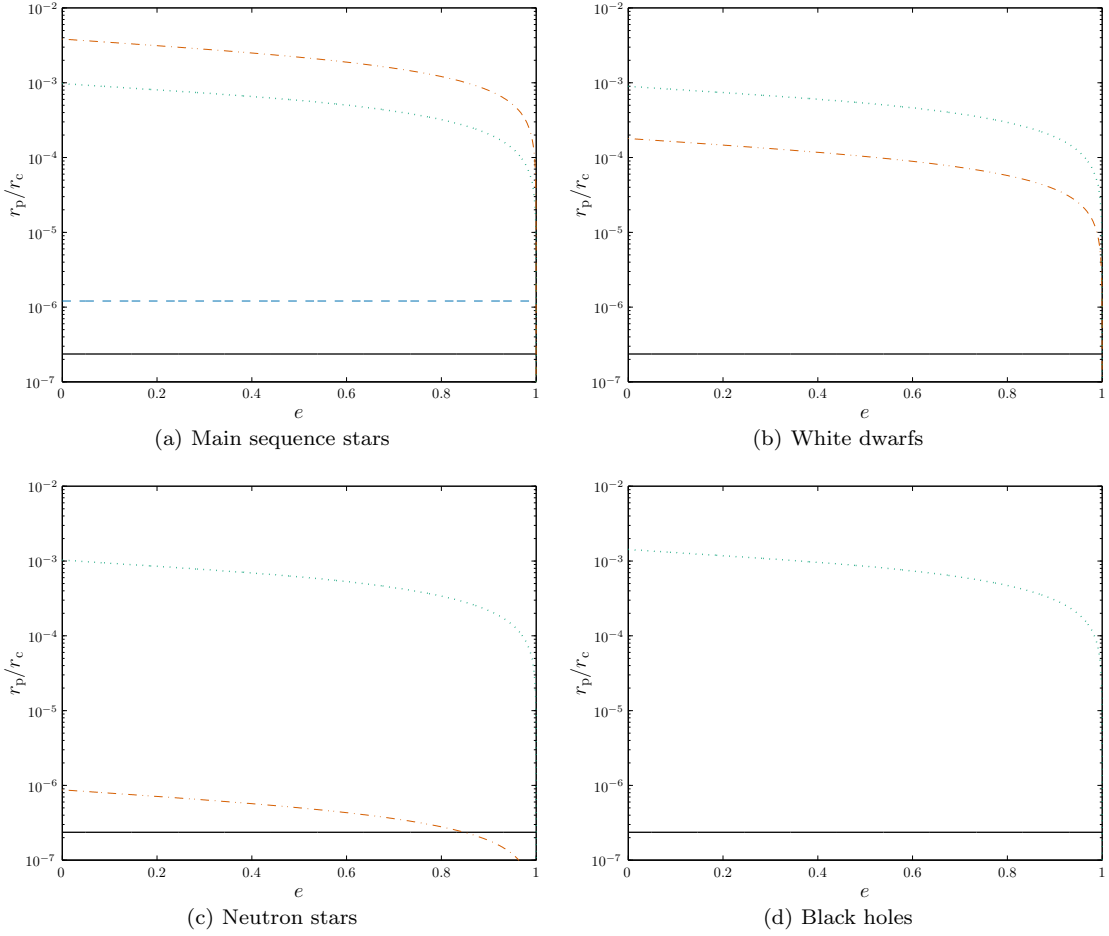 10⁻² 10⁻³ 10⁻⁴ 10⁻⁵ 10⁻⁶ 10⁻⁷
r_p/r_c
0 0.2 0.4 0.6 0.8 1
e
(a) Main sequence stars
10⁻² 10⁻³ 10⁻⁴ 10⁻⁵ 10⁻⁶ 10⁻⁷
r_p/r_c
0 0.2 0.4 0.6 0.8 1
e
(b) White dwarfs
10⁻² 10⁻³ 10⁻⁴ 10⁻⁵ 10⁻⁶ 10⁻⁷
r_p/r_c
0 0.2 0.4 0.6 0.8 1
e
(c) Neutron stars
10⁻² 10⁻³ 10⁻⁴ 10⁻⁵ 10⁻⁶ 10⁻⁷
r_p/r_c
0 0.2 0.4 0.6 0.8 1
e
(d) Black holes